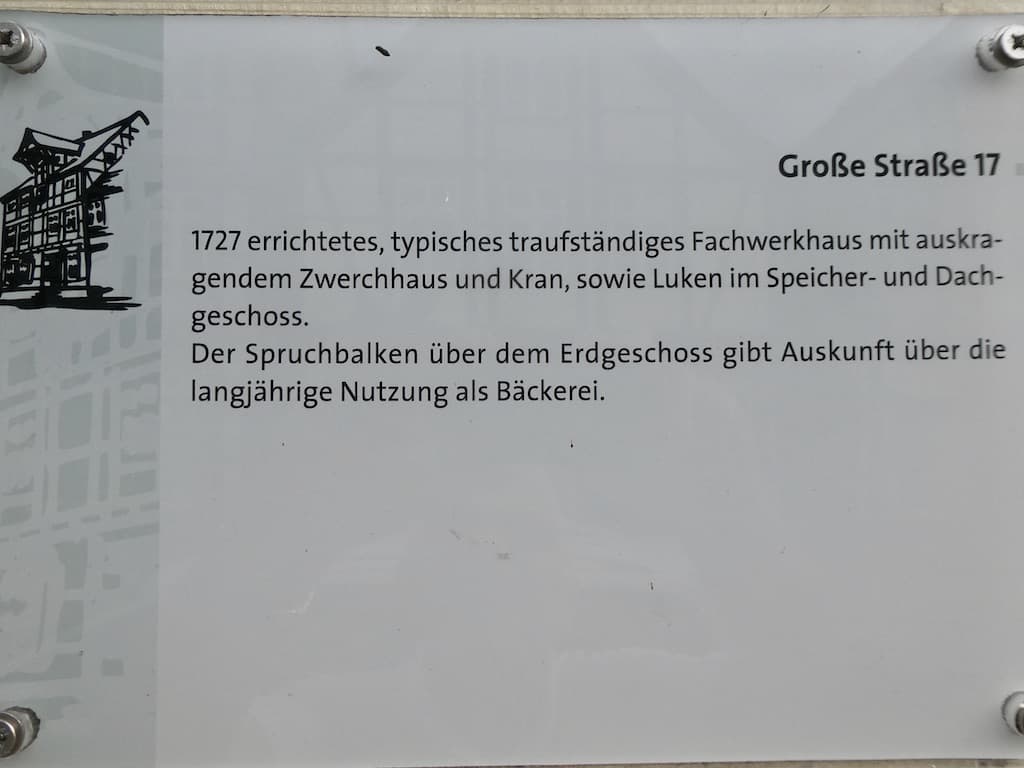 Große Straße 17
1727 errichtetes, typisches traufständiges Fachwerkhaus mit auskra-
gendem Zwerchhaus und Kran, sowie Luken im Speicher- und Dach-
geschoss.
Der Spruchbalken über dem Erdgeschoss gibt Auskunft über die
langjährige Nutzung als Bäckerei.